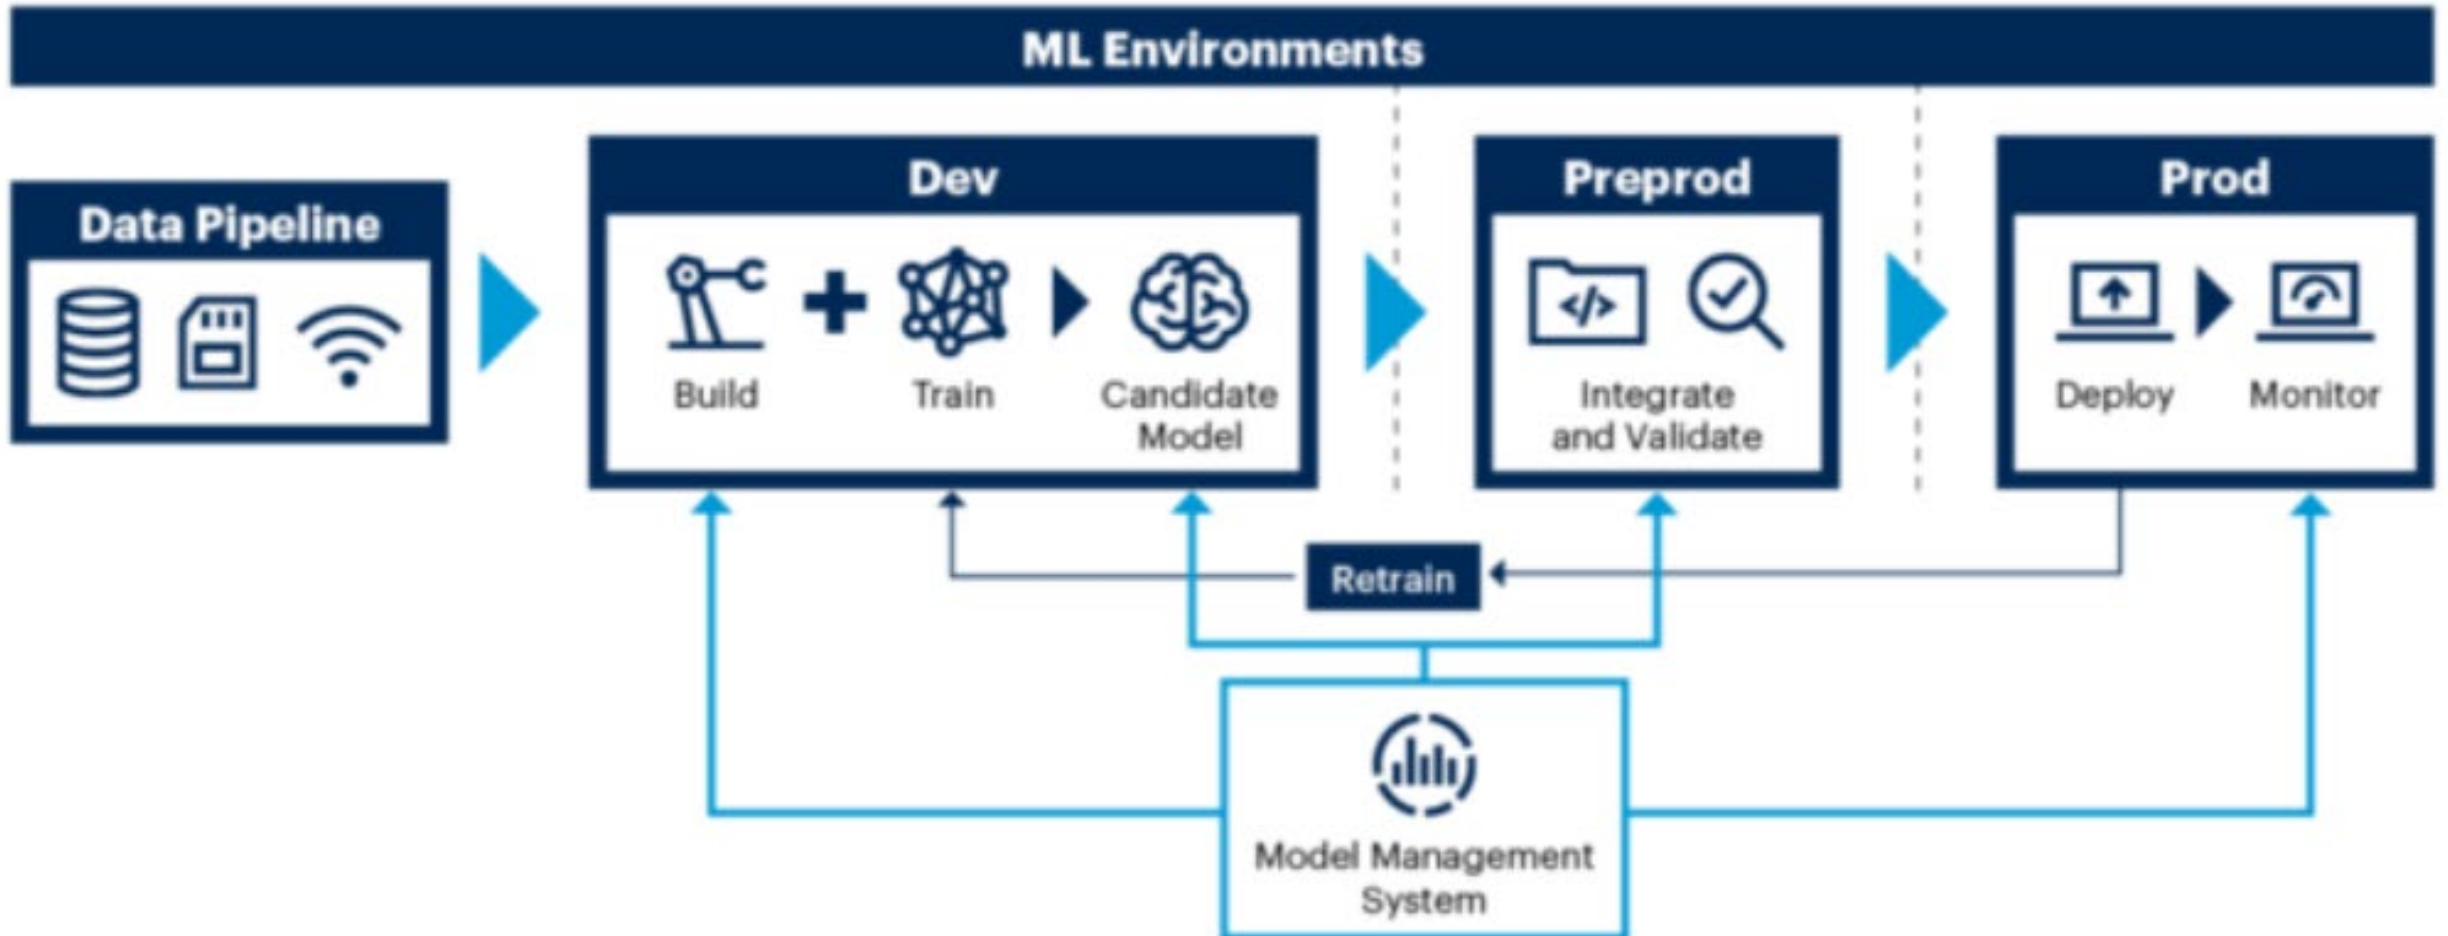 ML Environments
Data Pipeline
Dev
Build
Train
Candidate
Model
Preprod
</>
Integrate
and Validate
Prod
Deploy
Monitor
Retrain
Model Management
System